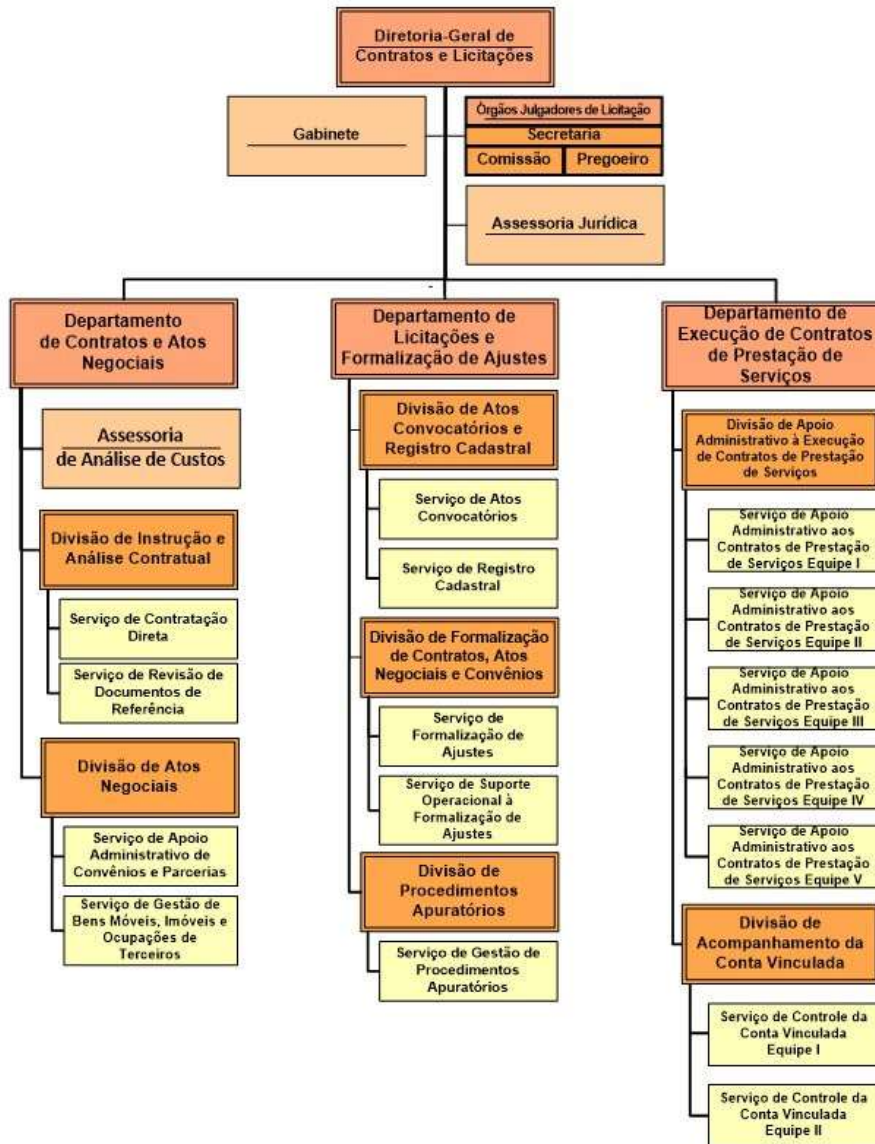 Diretoria-Geral de
Contratos e Licitações
Gabinete
Órgãos Julgadores de Licitação
Secretaria
Comissão
Pregoeiro
Assessoria Jurídica
Departamento
de Contratos e Atos
Negociais
Assessoria
de Análise de Custos
Divisão de Instrução e
Análise Contratual
Serviço de Contratação
Direta
Serviço de Revisão de
Documentos de
Referência
Divisão de Atos
Negociais
Serviço de Apoio
Administrativo de
Convênios e Parcerias
Serviço de Gestão de
Bens Móveis, Imóveis e
Ocupações de
Terceiros
Departamento de
Licitações e
Formalização de Ajustes
Divisão de Atos
Convocatórios e
Registro Cadastral
Serviço de Atos
Convocatórios
Serviço de Registro
Cadastral
Divisão de Formalização
de Contratos, Atos
Negociais e Convênios
Serviço de
Formalização de
Ajustes
Serviço de Suporte
Operacional à
Formalização de
Ajustes
Divisão de
Procedimentos
Apuratórios
Serviço de Gestão de
Procedimentos
Apuratórios
Departamento de
Execução de Contratos
de Prestação de
Serviços
Divisão de Apoio
Administrativo à Execução
de Contratos de Prestação
de Serviços
Serviço de Apoio
Administrativo aos
Contratos de Prestação
de Serviços Equipe I
Serviço de Apoio
Administrativo aos
Contratos de Prestação
de Serviços Equipe II
Serviço de Apoio
Administrativo aos
Contratos de Prestação
de Serviços Equipe III
Serviço de Apoio
Administrativo aos
Contratos de Prestação
de Serviços Equipe IV
Serviço de Apoio
Administrativo aos
Contratos de Prestação
de Serviços Equipe V
Divisão de
Acompanhamento da
Conta Vinculada
Serviço de Controle da
Conta Vinculada
Equipe I
Serviço de Controle da
Conta Vinculada
Equipe II